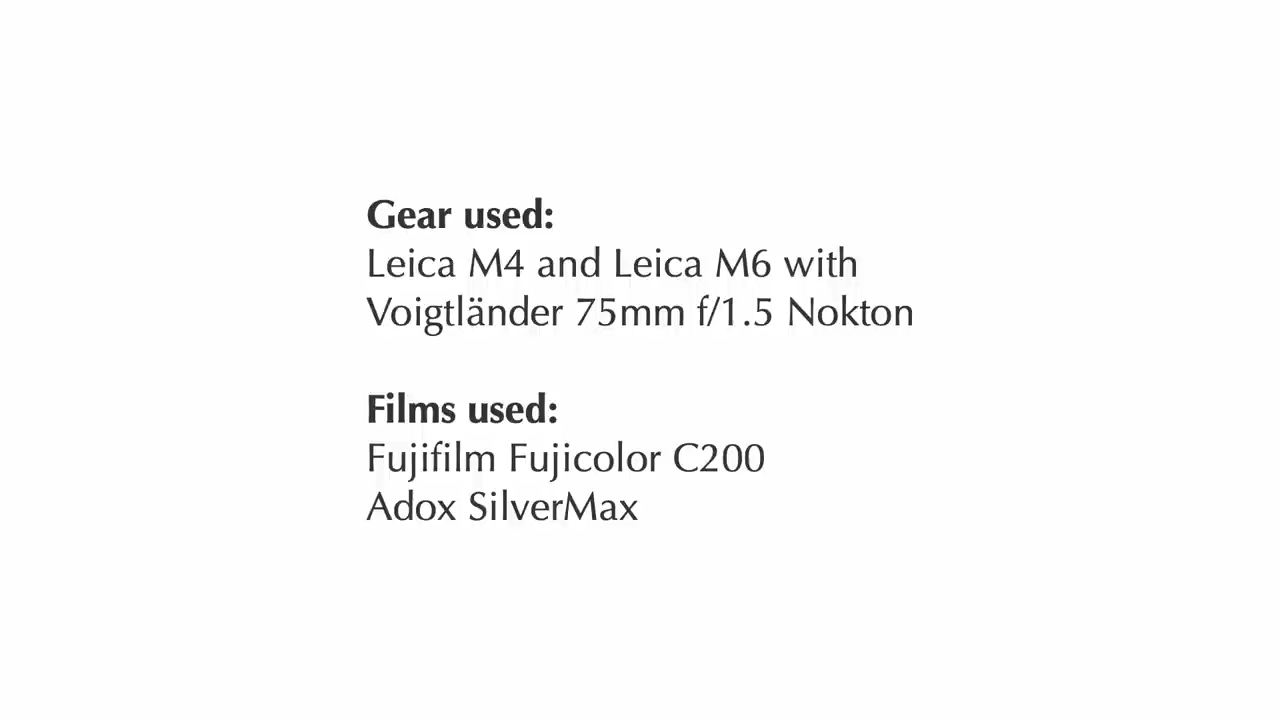 Gear used:
Leica M4 and Leica M6 with
Voigtländer 75mm f/1.5 Nokton
Films used:
Fujifilm Fujicolor C200
Adox SilverMax